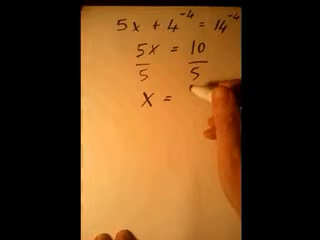 5x + 4⁻⁴ = 14⁻⁴
5x/5 = 10/5
x =